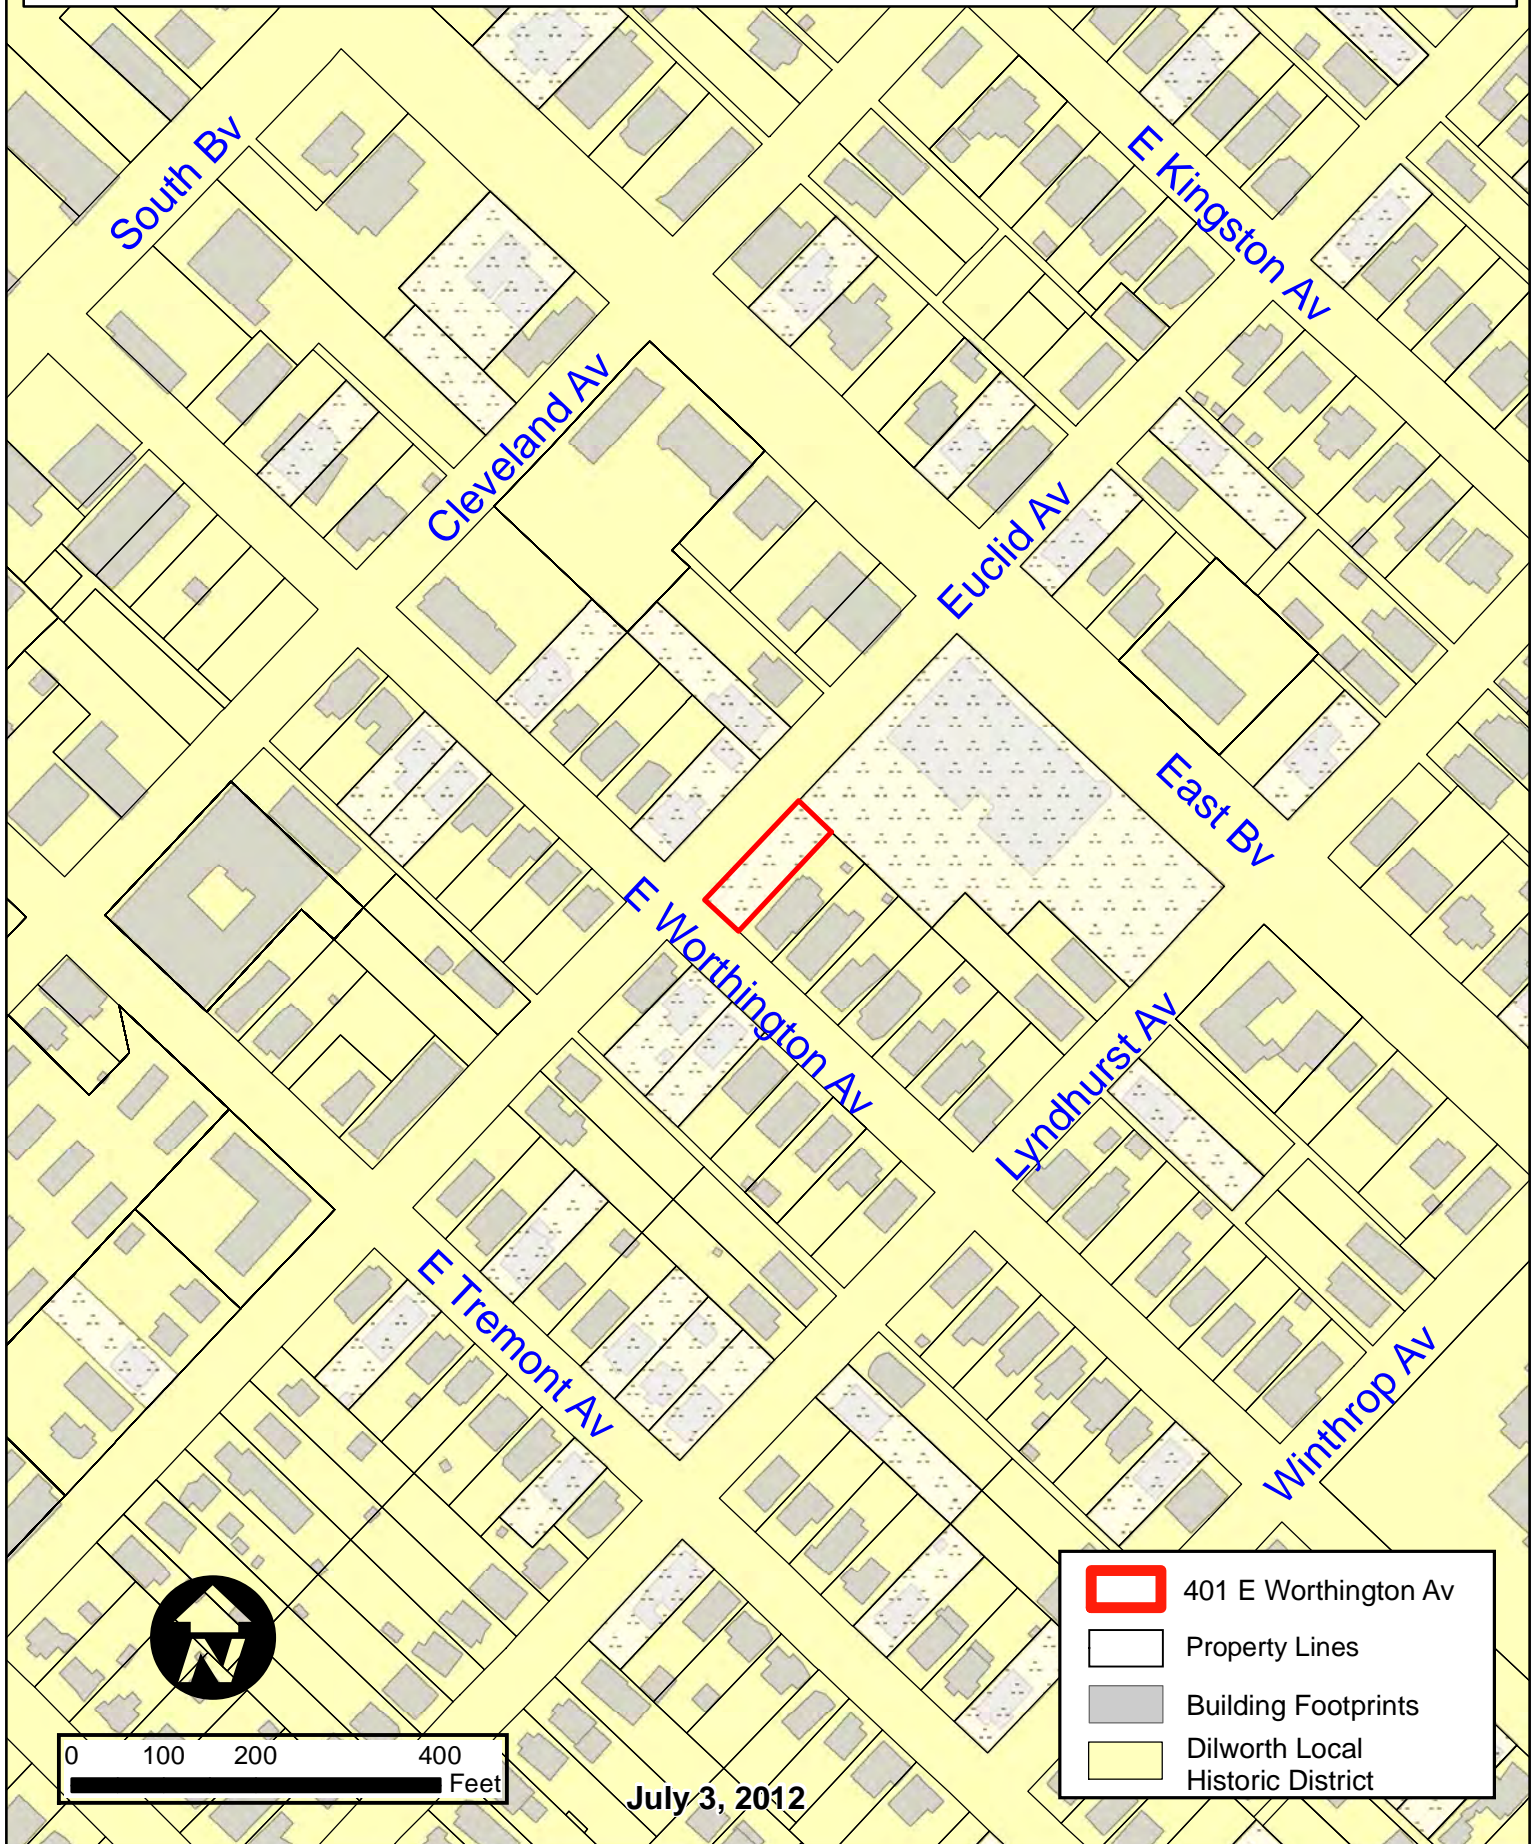 South Bv
E Kingston Av
Cleveland Av
Euclid Av
East Bv
E Worthington Av
Lyndhurst Av
E Tremont Av
Winthrop Av
401 E Worthington Av
Property Lines
Building Footprints
Dilworth Local
Historic District
N
0 100 200 400
Feet
July 3, 2012